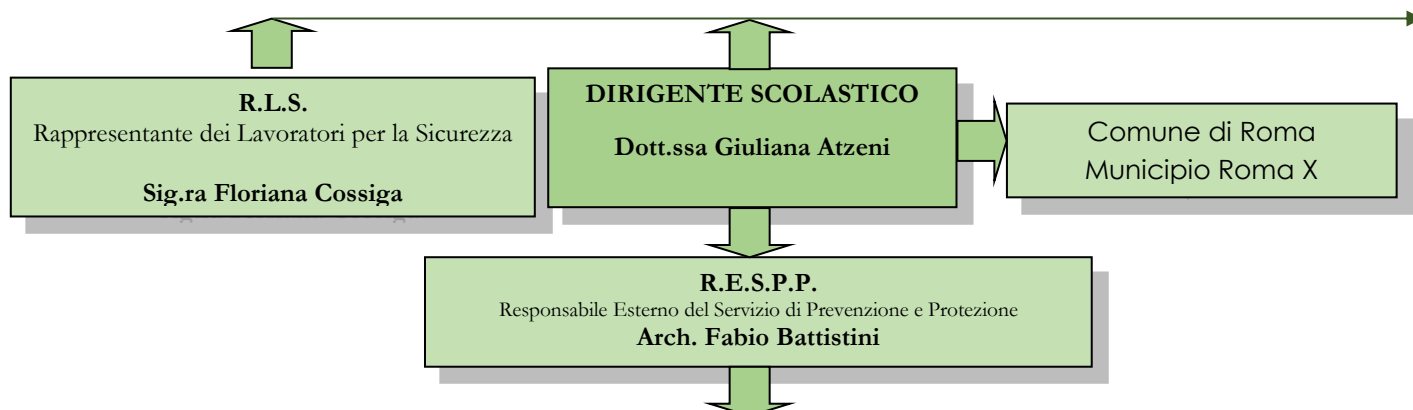 R.L.S.
Rappresentante dei Lavoratori per la Sicurezza
Sig.ra Floriana Cossiga
DIRIGENTE SCOLASTICO
Dott.ssa Giuliana Atzeni
Comune di Roma
Municipio Roma X
R.E.S.P.P.
Responsabile Esterno del Servizio di Prevenzione e Protezione
Arch. Fabio Battistini